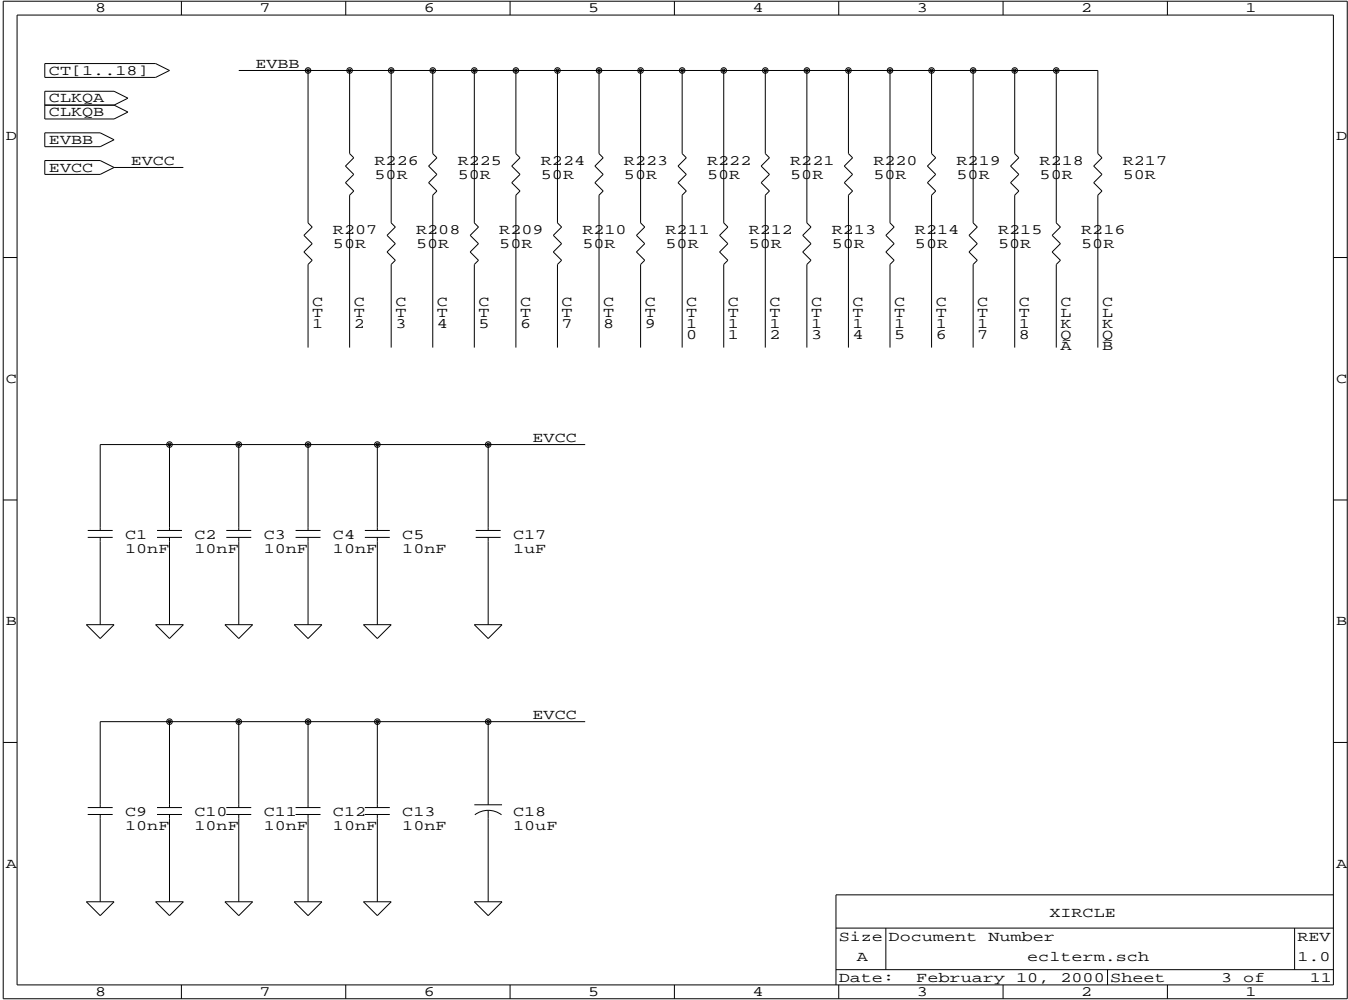 8 7 6 5 4 3 2 1
CT[1..18]
EVBB
CLKQA
CLKQB
D D
EVBB
EVCC EVCC
R226 R225 R224 R223 R222 R221 R220 R219 R218 R217
50R 50R 50R 50R 50R 50R 50R 50R 50R 50R
R207 R208 R209 R210 R211 R212 R213 R214 R215 R216
50R 50R 50R 50R 50R 50R 50R 50R 50R 50R
CT1 CT2 CT3 CT4 CT5 CT6 CT7 CT8 CT9 CT10 CT11 CT12 CT13 CT14 CT15 CT16 CT17 CT18 CLKQA CLKQB
C C
EVCC
C1 C2 C3 C4 C5 C17
10nF 10nF 10nF 10nF 10nF 1uF
B B
EVCC
C9 C10 C11 C12 C13 C18
10nF 10nF 10nF 10nF 10nF 10uF
A A
XIRCLE
Size Document Number REV
A eclterm.sch 1.0
Date: February 10, 2000 Sheet 3 of 11
8 7 6 5 4 3 2 1